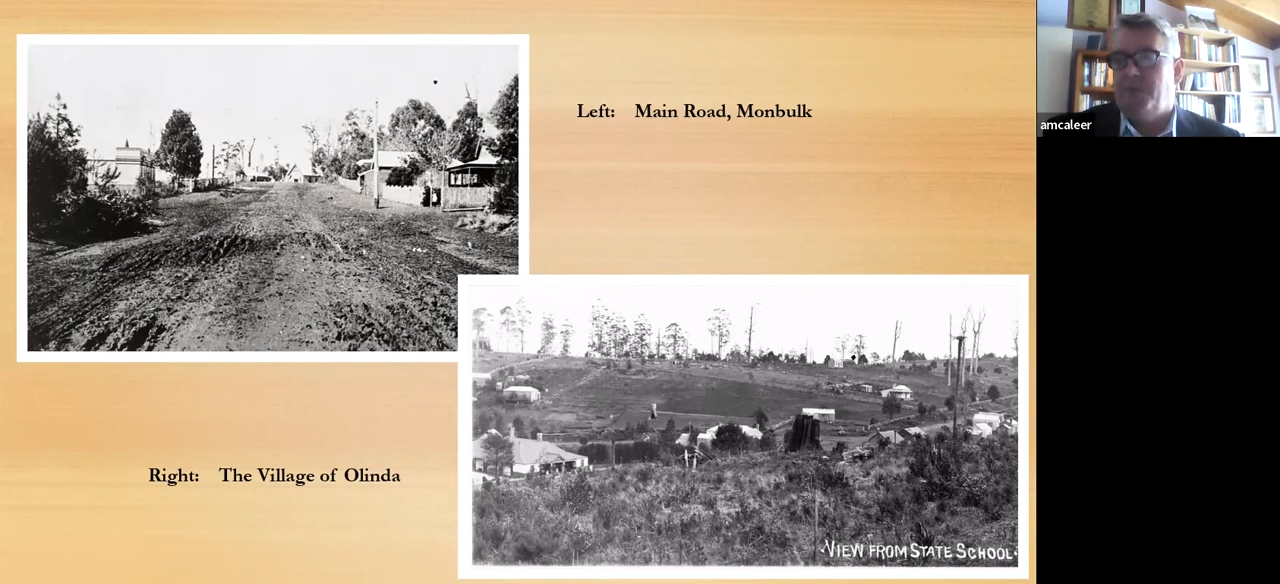 Left: Main Road, Monbulk
amcaleer
Right: The Village of Olinda
·VIEW FROM STATE SCHOOL·